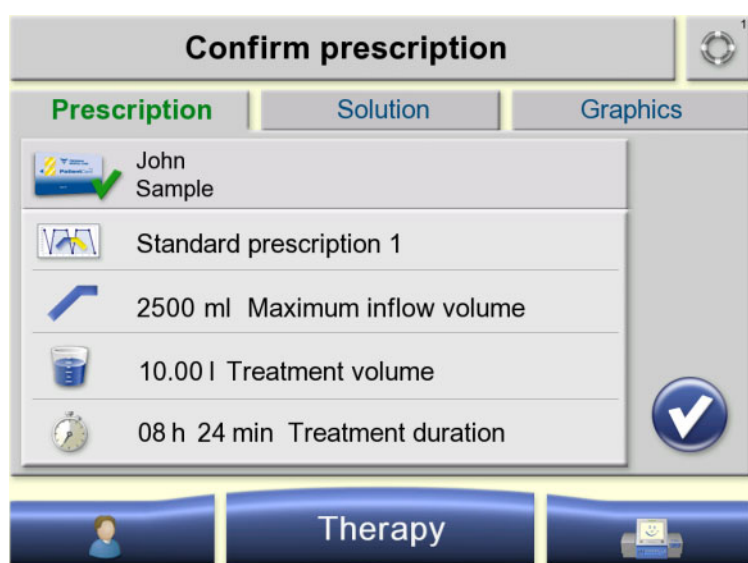 Confirm prescription
1
Prescription
Solution
Graphics
John
Sample
Standard prescription 1
2500 ml Maximum inflow volume
10.00 l Treatment volume
08 h 24 min Treatment duration
Therapy